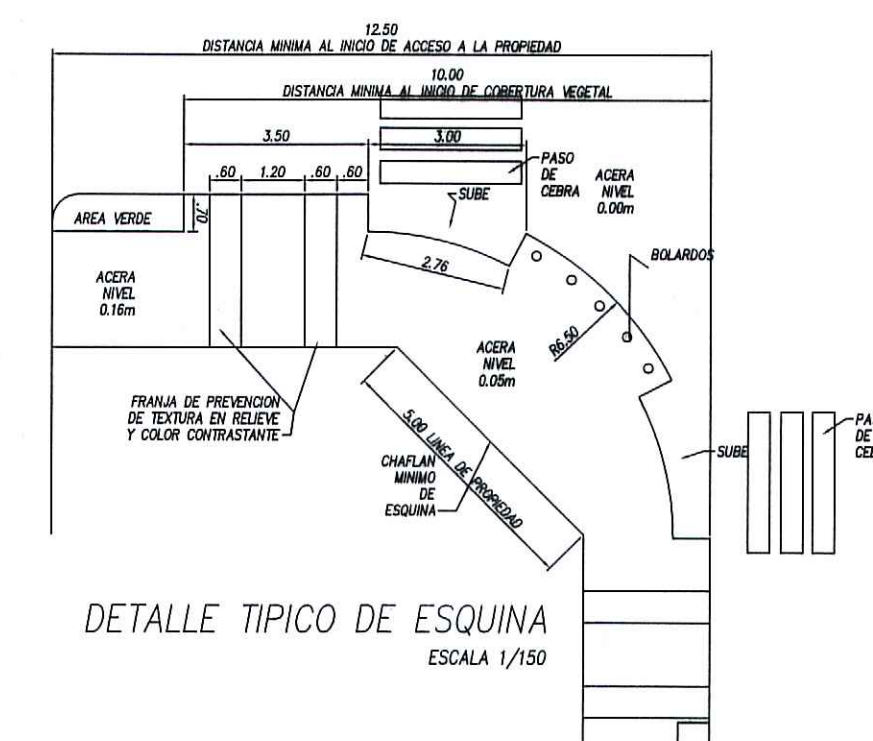 12.50
DISTANCIA MINIMA AL INICIO DE ACCESO A LA PROPIEDAD
10.00
DISTANCIA MINIMA AL INICIO DE COBERTURA VEGETAL
3.50
3.00
.60
1.20
.60
.60
.70
PASO
DE
CEBRA
ACERA
NIVEL
0.00m
SUBE
AREA VERDE
2.76
BOLARDOS
ACERA
NIVEL
0.16m
ACERA
NIVEL
0.05m
R6.50
FRANJA DE PREVENCION
DE TEXTURA EN RELIEVE
Y COLOR CONTRASTANTE
5.00 LINEA DE PROPIEDAD
CHAFLAN
MINIMO
DE
ESQUINA
SUBE
DE
DETALLE TIPICO DE ESQUINA
ESCALA 1/150